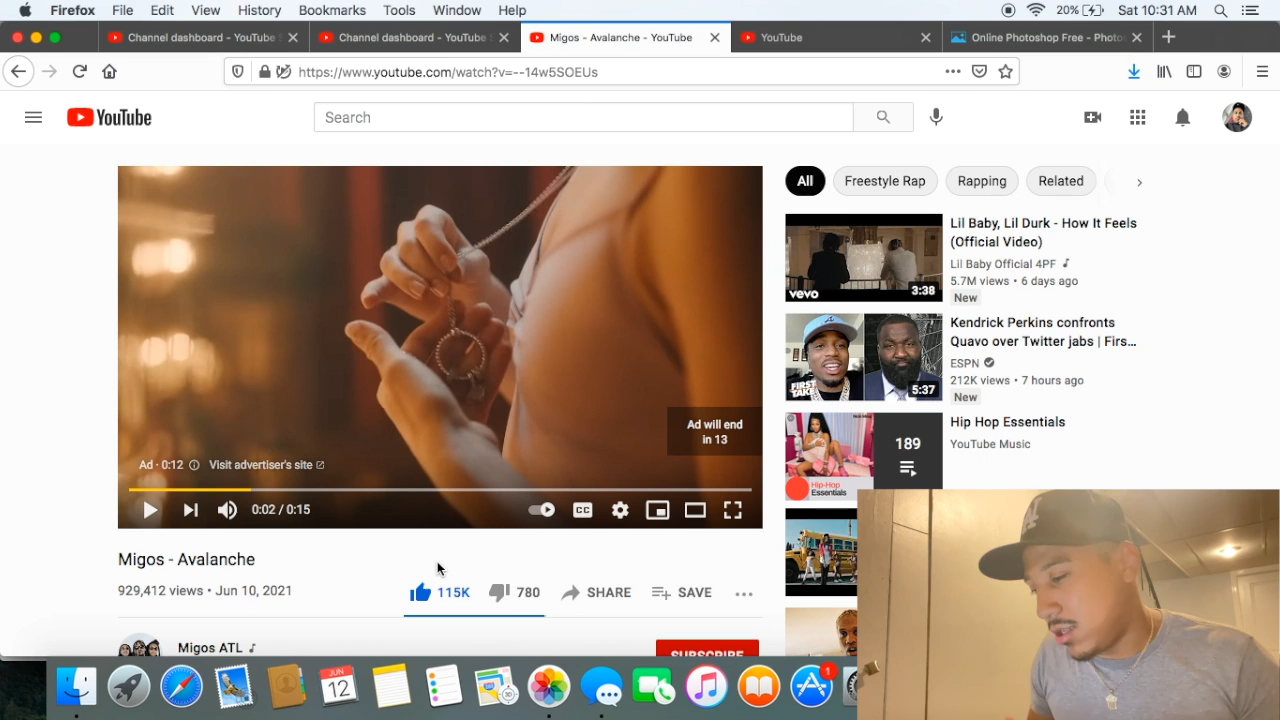 Firefox File Edit View History Bookmarks Tools Window Help 20% Sat 10:31 AM
Channel dashboard - YouTube S
Channel dashboard - YouTube S
Migos - Avalanche - YouTube
YouTube
Online Photoshop Free - Photo
https://www.youtube.com/watch?v=--14w5SOEUs
YouTube
Search
All Freestyle Rap Rapping Related
Ad will end
in 13
Ad · 0:12 Visit advertiser's site
0:02 / 0:15
CC
Migos - Avalanche
929,412 views • Jun 10, 2021
115K 780 SHARE SAVE
Migos ATL
SUBSCRIBE
vevo 3:38
Lil Baby, Lil Durk - How It Feels
(Official Video)
Lil Baby Official 4PF
5.7M views • 6 days ago
New
FIRST
TAKE
5:37
Kendrick Perkins confronts
Quavo over Twitter jabs | Firs...
ESPN
212K views • 7 hours ago
New
189
Hip-Hop
Essentials
Hip Hop Essentials
YouTube Music
JUN
12
1